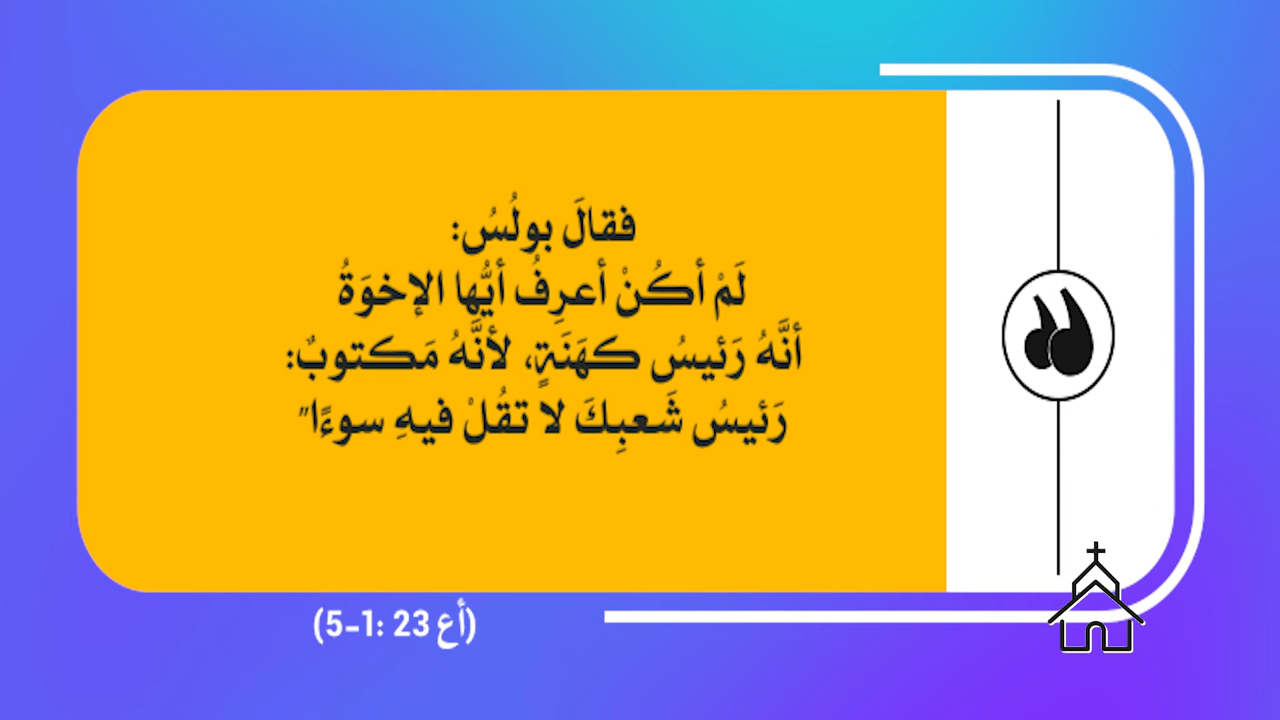 فقالَ بولُسُ:
لَمْ أكُنْ أعرِفُ أيُّها الإخوَةُ
أنَّهُ رَئيسُ كهَنَةٍ، لأنَّهُ مَكتوبٌ:
رَئيسُ شَعبِكَ لا تقُلْ فيهِ سوءًا"
(أع 23 :1-5)